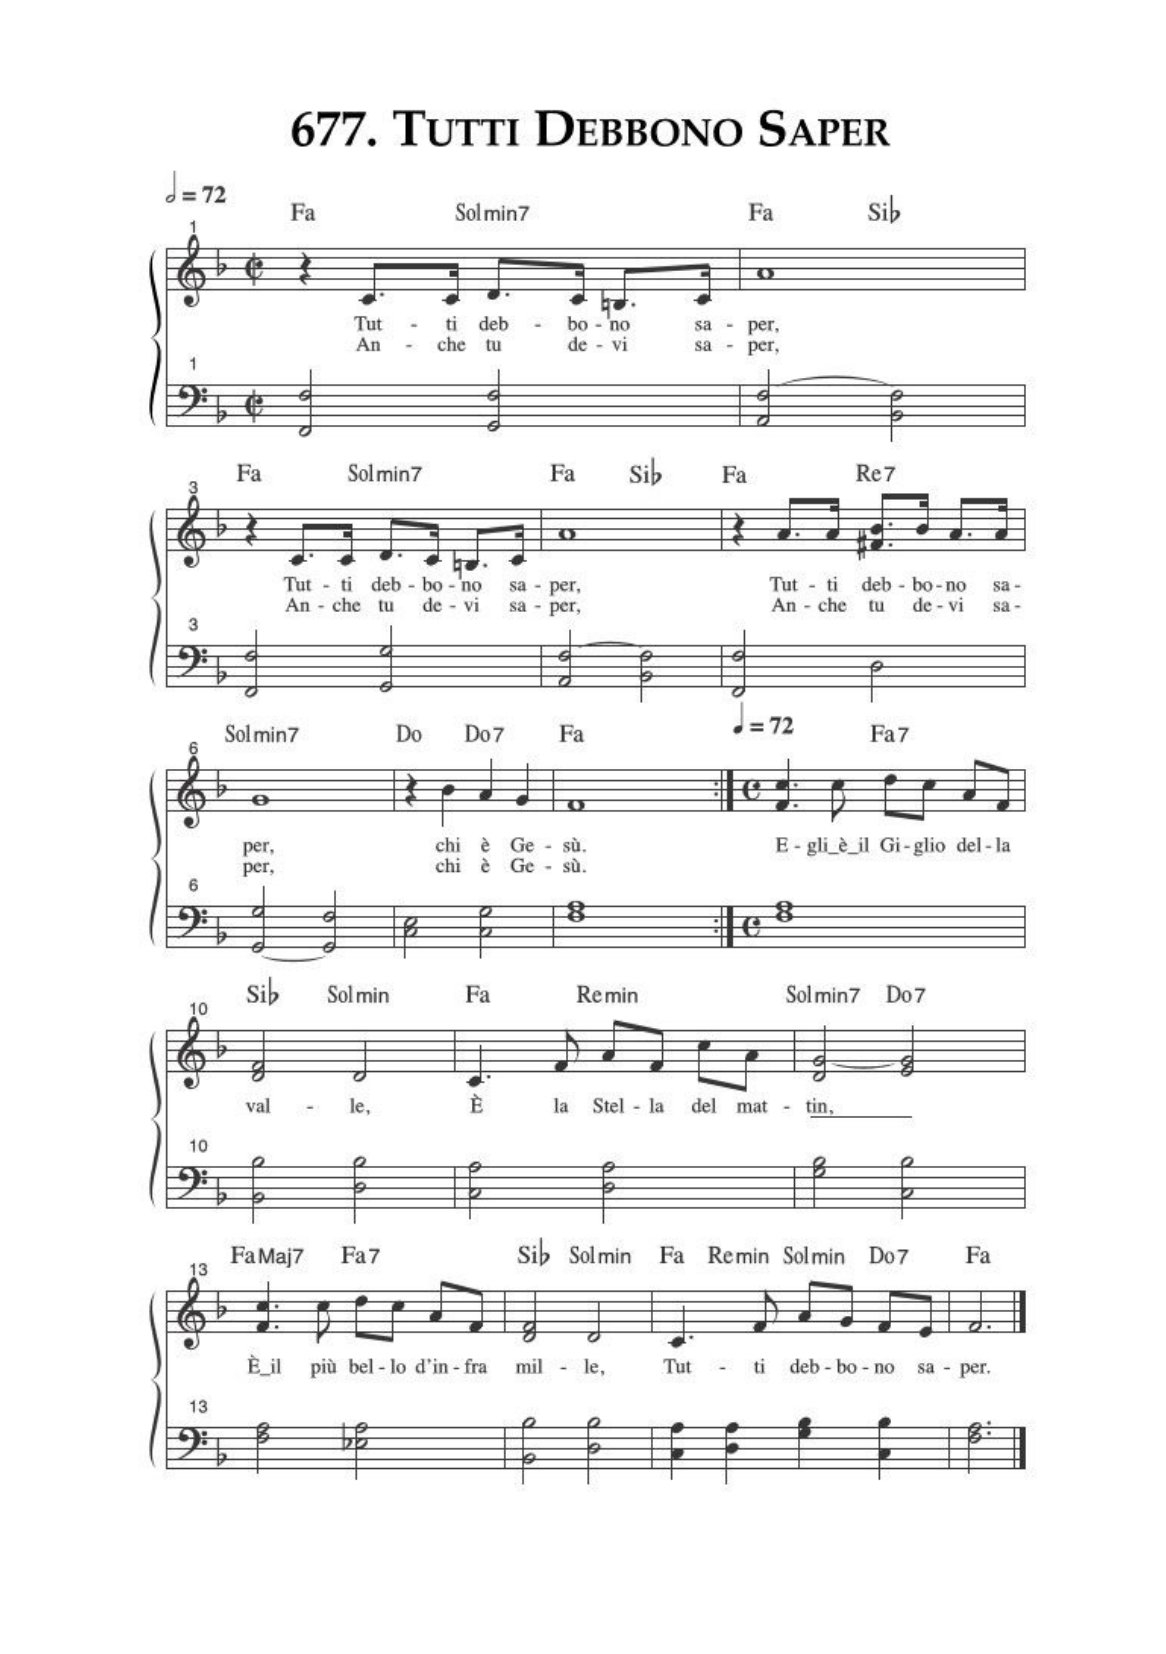 677. TUTTI DEBBONO SAPER
𝅗𝅥 = 72
Fa Solmin7 Fa Si♭
1
Tut - ti deb - bo - no sa - per,
An - che tu de - vi sa - per,
1
Fa Solmin7 Fa Si♭ Fa Re7
3
Tut - ti deb - bo - no sa - per, Tut - ti deb - bo - no sa -
An - che tu de - vi sa - per, An - che tu de - vi sa -
3
Solmin7 Do Do7 Fa ♩ = 72 Fa7
6
per, chi è Ge - sù. E - gli_è_il Gi - glio del - la
per, chi è Ge - sù.
6
Si♭ Solmin Fa Remin Solmin7 Do7
10
val - le, È la Stel - la del mat - tin,
10
FaMaj7 Fa7 Si♭ Solmin Fa Remin Solmin Do7 Fa
13
È_il più bel - lo d'in - fra mil - le, Tut - ti deb - bo - no sa - per.
13